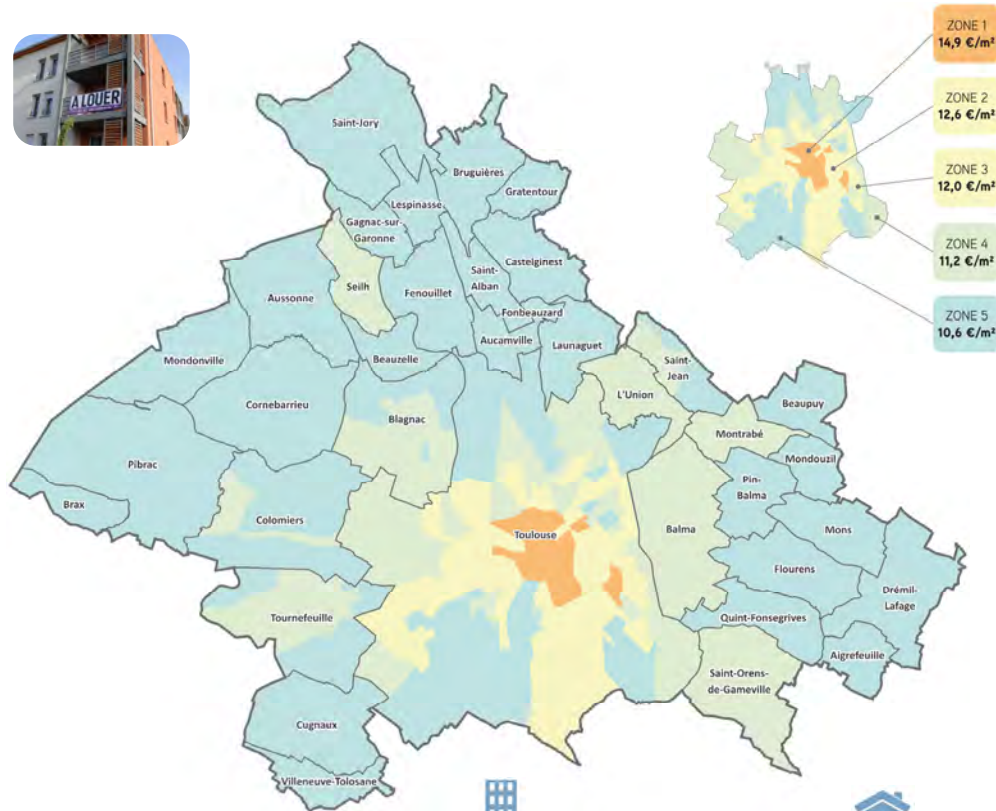 A LOUER
ZONE 1
14,9 €/m²
ZONE 2
12,6 €/m²
ZONE 3
12,0 €/m²
ZONE 4
11,2 €/m²
ZONE 5
10,6 €/m²
Saint-Jory
Bruguières
Lespinasse
Gratentour
Gagnac-sur-
Garonne
Castelginest
Saint-
Alban
Seilh
Fenouillet
Aussonne
Fonbeauzard
Aucamville
Launaguet
Beauzelle
Mondonville
Saint-
Jean
L'Union
Beaupuy
Cornebarrieu
Blagnac
Montrabé
Mondouzil
Pibrac
Pin-
Balma
Brax
Colomiers
Toulouse
Balma
Mons
Flourens
Drémil-
Lafage
Tournefeuille
Quint-Fonsegrives
Aigrefeuille
Saint-Orens-
de-Gameville
Cugnaux
Villeneuve-Tolosane